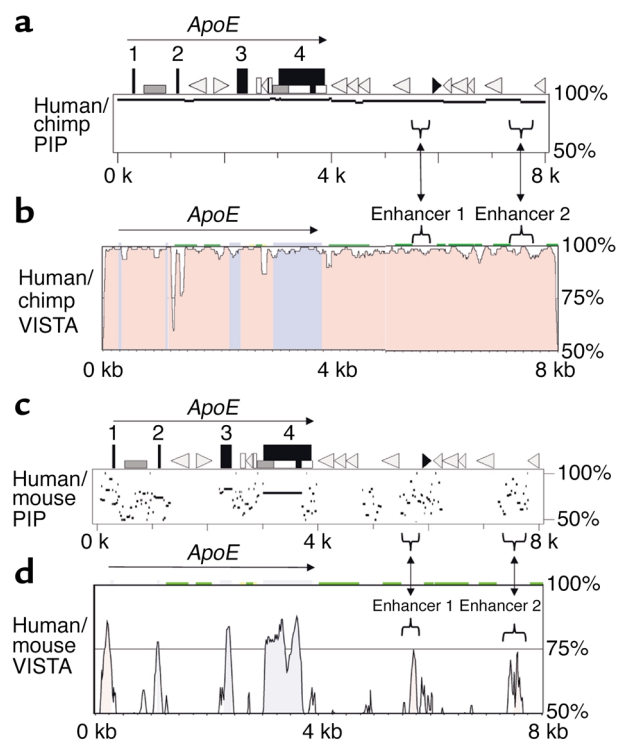 a
ApoE
1 2 3 4
Human/
chimp
PIP
100%
50%
0 k 4 k 8 k
b
ApoE
Enhancer 1 Enhancer 2
Human/
chimp
VISTA
100%
75%
50%
0 kb 4 kb 8 kb
c
ApoE
1 2 3 4
Human/
mouse
PIP
100%
50%
0 k 4 k 8 k
d
ApoE
Enhancer 1 Enhancer 2
Human/
mouse
VISTA
100%
75%
50%
0 kb 4 kb 8 kb